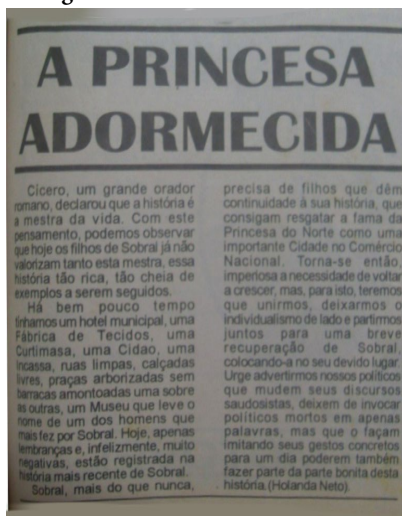 A PRINCESA
ADORMECIDA
Cícero, um grande orador
romano, declarou que a história é
a mestra da vida. Com este
pensamento, podemos observar
que hoje os filhos de Sobral já não
valorizam tanto esta mestra, essa
história tão rica, tão cheia de
exemplos a serem seguidos.
Há bem pouco tempo
tínhamos um hotel municipal, uma
Fábrica de Tecidos, uma
Curtimasa, uma Cidao, uma
Incassa, ruas limpas, calçadas
livres, praças arborizadas sem
barracas amontoadas uma sobre
as outras, um Museu que leve o
nome de um dos homens que
mais fez por Sobral. Hoje, apenas
lembranças e, infelizmente, muito
negativas, estão registrada na
história mais recente de Sobral.
Sobral, mais do que nunca,
precisa de filhos que dêm
continuidade à sua história, que
consigam resgatar a fama da
Princesa do Norte como uma
importante Cidade no Comércio
Nacional. Torna-se então,
imperiosa a necessidade de voltar
a crescer, mas, para isto, teremos
que unirmos, deixarmos o
individualismo de lado e partirmos
juntos para uma breve
recuperação de Sobral,
colocando-a no seu devido lugar.
Urge advertirmos nossos políticos
que mudem seus discursos
saudosistas, deixem de invocar
políticos mortos em apenas
palavras, mas que o façam
imitando seus gestos concretos
para um dia poderem também
fazer parte da parte bonita desta
história.(Holanda Neto).